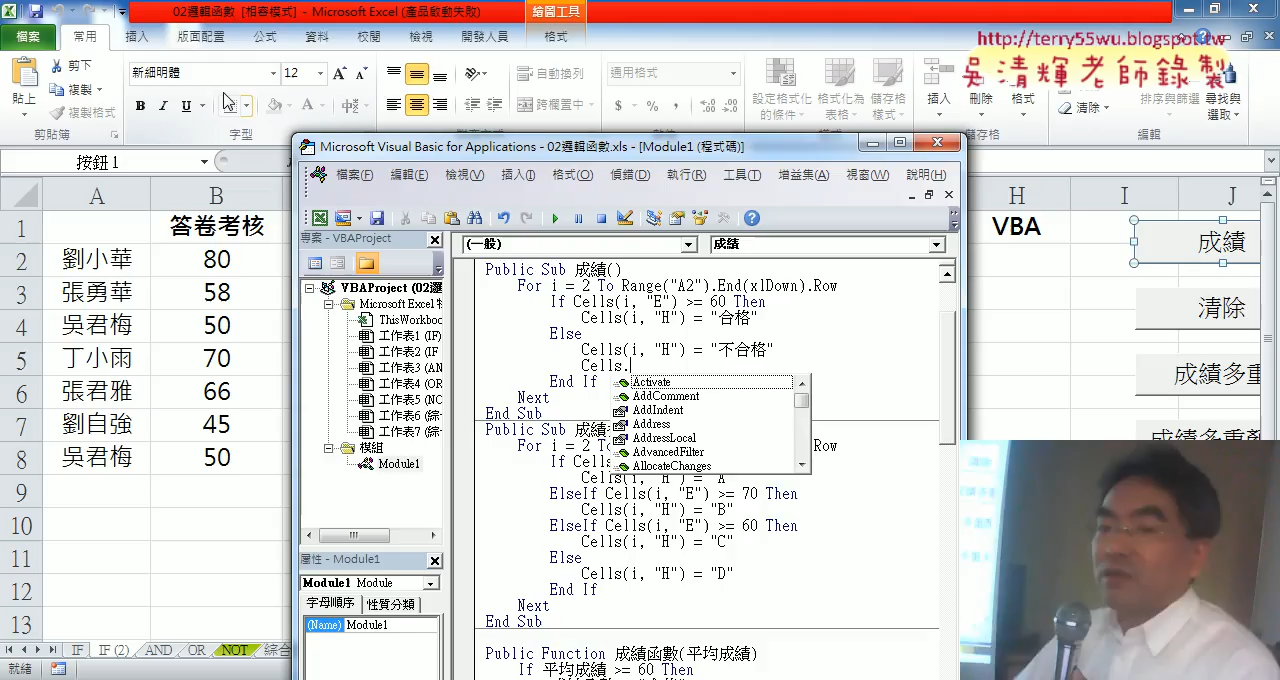 02邏輯函數 [相容模式] - Microsoft Excel (產品啟動失敗)
繪圖工具
檔案 常用 插入 版面配置 公式 資料 校閱 檢視 開發人員 格式
http://terry55wu.blogspot.tw
吳清輝老師錄製
剪下
複製
複製格式
貼上
剪貼簿
新細明體 12
B I U
字型
自動換列
跨欄置中
通用格式
設定格式化的條件
格式化為表格
儲存格樣式
插入 刪除 格式
清除
排序與篩選
尋找與選取
儲存格
編輯
按鈕 1
A B H I J
1 答卷考核 VBA
2 劉小華 80
3 張勇華 58
4 吳君梅 50
5 丁小雨 70
6 張君雅 66
7 劉自強 45
8 吳君梅 50
9
10
11
12
13
成績
清除
成績多重
成績多重
Microsoft Visual Basic for Applications - 02邏輯函數.xls - [Module1 (程式碼)]
檔案(F) 編輯(E) 檢視(V) 插入(I) 格式(O) 偵錯(D) 執行(R) 工具(T) 增益集(A) 視窗(W) 說明(H)
專案 - VBAProject
VBAProject (02邏
Microsoft Excel
ThisWorkboo
工作表1 (IF)
工作表2 (IF
工作表3 (AN
工作表4 (OR
工作表5 (NO
工作表6 (綜
工作表7 (綜
模組
Module1
屬性 - Module1
Module1 Module
字母順序 性質分類
(Name) Module1
(一般) 成績
Public Sub 成績()
For i = 2 To Range("A2").End(xlDown).Row
If Cells(i, "E") >= 60 Then
Cells(i, "H") = "合格"
Else
Cells(i, "H") = "不合格"
Cells.
End If
Next
End Sub
Activate
AddComment
AddIndent
Address
AddressLocal
AdvancedFilter
AllocateChanges
Public Sub 成績
For i = 2 To Row
If Cells
Cells(i, "H") = "A"
ElseIf Cells(i, "E") >= 70 Then
Cells(i, "H") = "B"
ElseIf Cells(i, "E") >= 60 Then
Cells(i, "H") = "C"
Else
Cells(i, "H") = "D"
End If
Next
End Sub
Public Function 成績函數(平均成績)
If 平均成績 >= 60 Then
IF IF (2) AND OR NOT 綜合
就緒